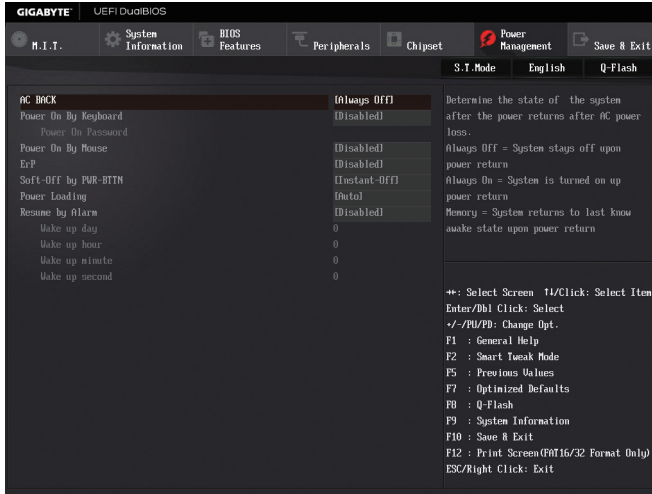 GIGABYTE™ UEFI DualBIOS
M.I.T.
System Information
BIOS Features
Peripherals
Chipset
Power Management
Save & Exit
S.T.Mode English Q-Flash
AC BACK [Always Off]
Power On By Keyboard [Disabled]
Power On Password
Power On By Mouse [Disabled]
ErP [Disabled]
Soft-Off by PWR-BTTN [Instant-Off]
Power Loading [Auto]
Resume by Alarm [Disabled]
Wake up day 0
Wake up hour 0
Wake up minute 0
Wake up second 0
Determine the state of the system
after the power returns after AC power
loss.
Always Off = System stays off upon
power return
Always On = System is turned on up
power return
Memory = System returns to last know
awake state upon power return
→←: Select Screen ↑↓/Click: Select Item
Enter/Dbl Click: Select
+/-/PU/PD: Change Opt.
F1 : General Help
F2 : Smart Tweak Mode
F5 : Previous Values
F7 : Optimized Defaults
F8 : Q-Flash
F9 : System Information
F10 : Save & Exit
F12 : Print Screen(FAT16/32 Format Only)
ESC/Right Click: Exit